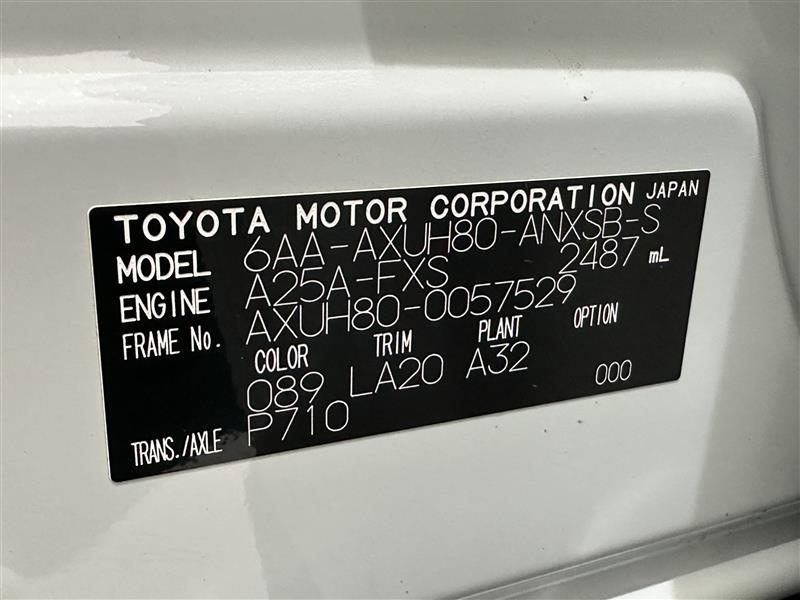 TOYOTA MOTOR CORPORATION JAPAN
MODEL 6AA-AXUH80-ANXSB-S
ENGINE A25A-FXS 2487 mL
FRAME No. AXUH80-0057529
COLOR TRIM PLANT OPTION
089 LA20 A32 000
TRANS./AXLE P710